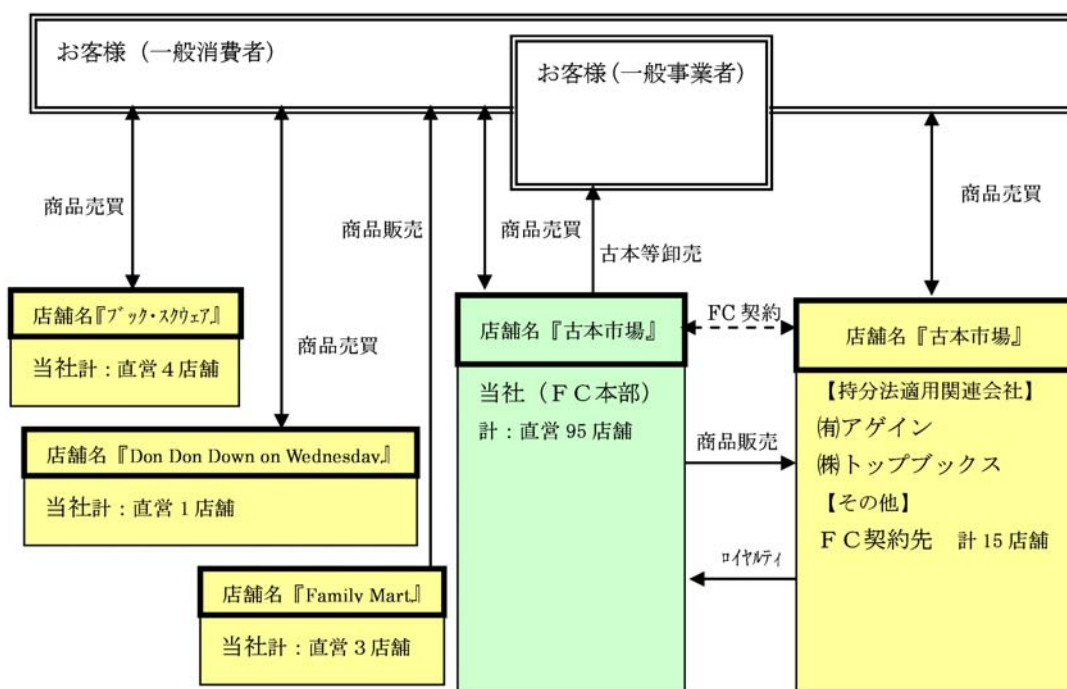 お客様（一般消費者）
お客様（一般事業者）
商品売買
商品販売
商品売買
古本等卸売
商品売買
商品売買
店舗名『ﾌﾞｯｸ・ｽｸｳｪｱ』
当社計：直営４店舗
店舗名『Don Don Down on Wednesday』
当社計：直営１店舗
店舗名『Family Mart』
当社計：直営３店舗
店舗名『古本市場』
当社（ＦＣ本部）
計：直営 95 店舗
FC 契約
商品販売
ﾛｲﾔﾙﾃｨ
店舗名『古本市場』
【持分法適用関連会社】
㈲アゲイン
㈱トップブックス
【その他】
ＦＣ契約先　計 15 店舗